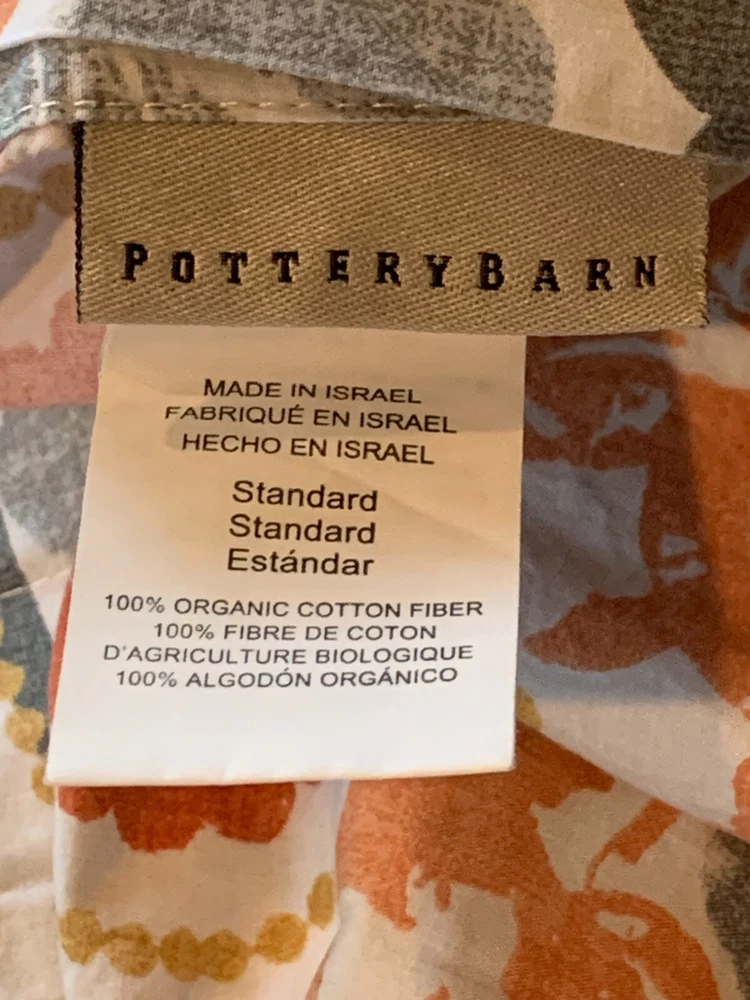 POTTERYBARN
MADE IN ISRAEL
FABRIQUÉ EN ISRAEL
HECHO EN ISRAEL
Standard
Standard
Estándar
100% ORGANIC COTTON FIBER
100% FIBRE DE COTON
D'AGRICULTURE BIOLOGIQUE
100% ALGODÓN ORGÁNICO